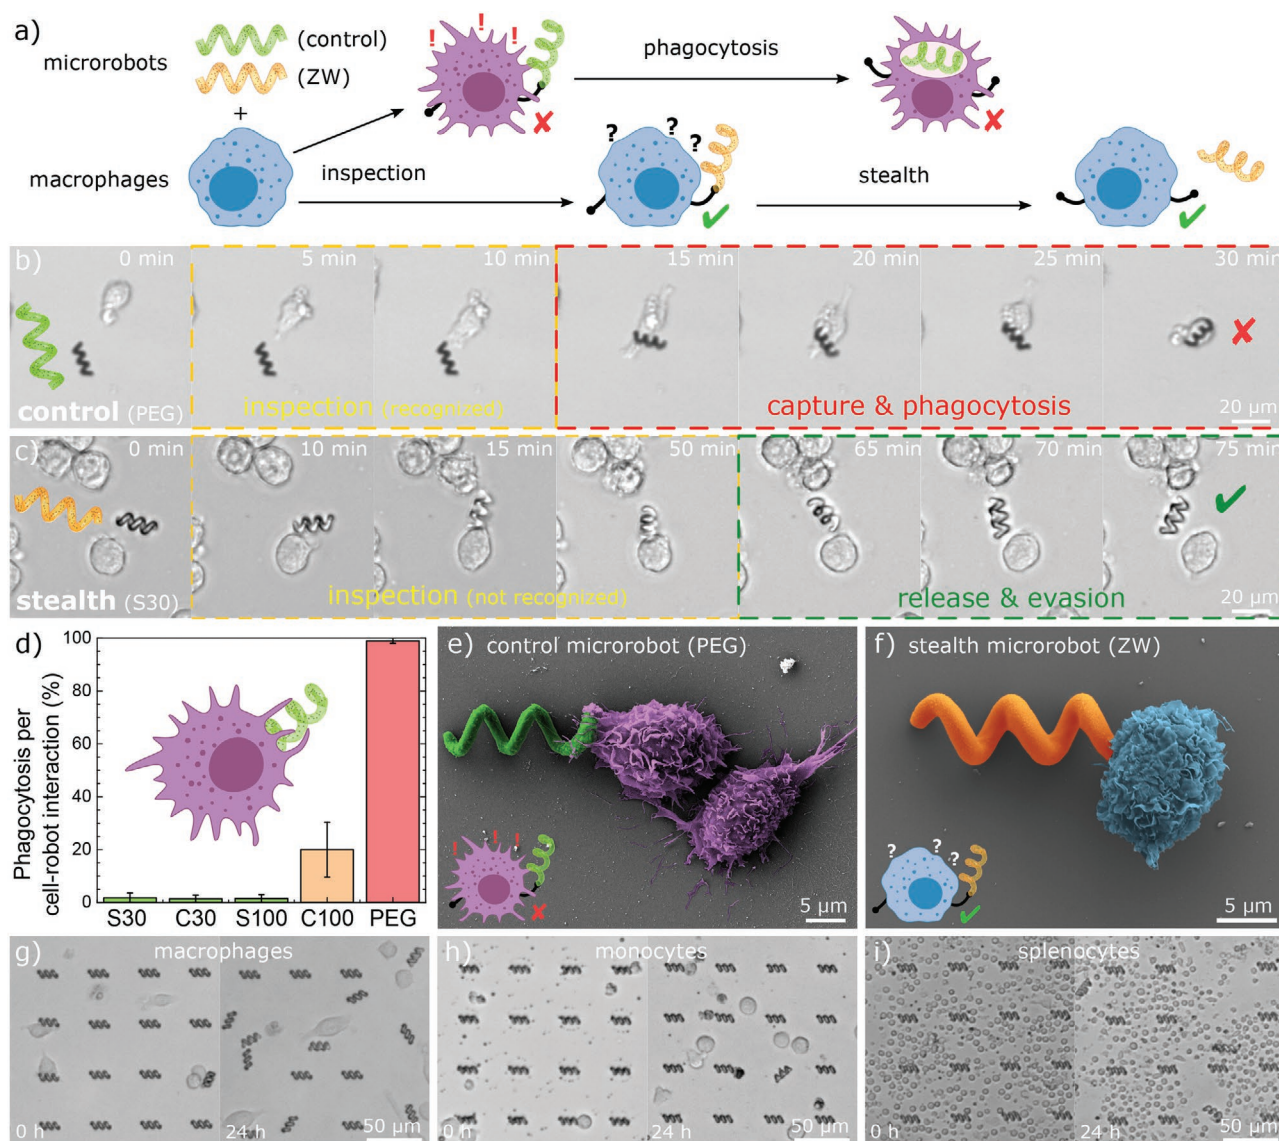 a)
microrobots
(control)
(ZW)
+
macrophages
! ! !
phagocytosis
inspection
? ? ?
stealth
b)
0 min
5 min
10 min
15 min
20 min
25 min
30 min
control (PEG)
inspection (recognized)
capture & phagocytosis
20 µm
c)
0 min
10 min
15 min
50 min
65 min
70 min
75 min
stealth (S30)
inspection (not recognized)
release & evasion
20 µm
d)
Phagocytosis per
cell-robot interaction (%)
100
80
60
40
20
0
S30
C30
S100
C100
PEG
e) control microrobot (PEG)
! ! !
5 µm
f) stealth microrobot (ZW)
? ? ?
5 µm
g) macrophages
0 h
24 h
50 µm
h) monocytes
0 h
24 h
50 µm
i) splenocytes
0 h
24 h
50 µm